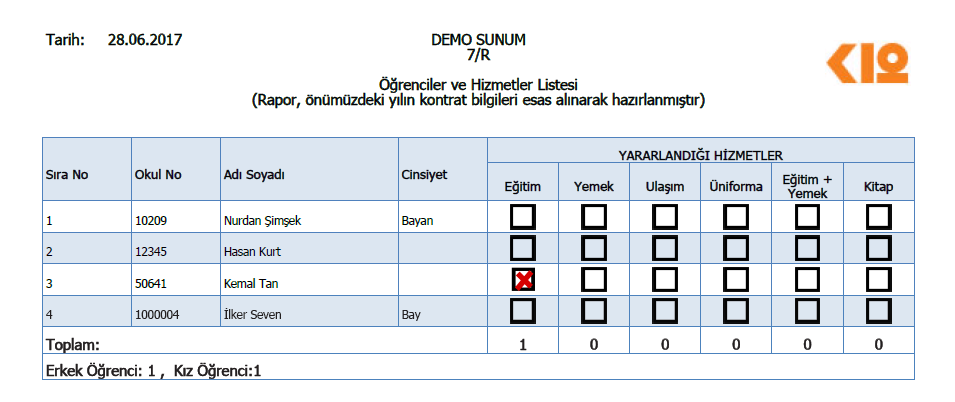 Tarih: 28.06.2017
DEMO SUNUM
7/R
K12
Öğrenciler ve Hizmetler Listesi
(Rapor, önümüzdeki yılın kontrat bilgileri esas alınarak hazırlanmıştır)
Sıra No Okul No Adı Soyadı Cinsiyet YARARLANDIĞI HİZMETLER
Eğitim Yemek Ulaşım Üniforma Eğitim + Yemek Kitap
1 10209 Nurdan Şimşek Bayan
2 12345 Hasan Kurt
3 50641 Kemal Tan
4 1000004 İlker Seven Bay
Toplam: 1 0 0 0 0 0
Erkek Öğrenci: 1 , Kız Öğrenci:1